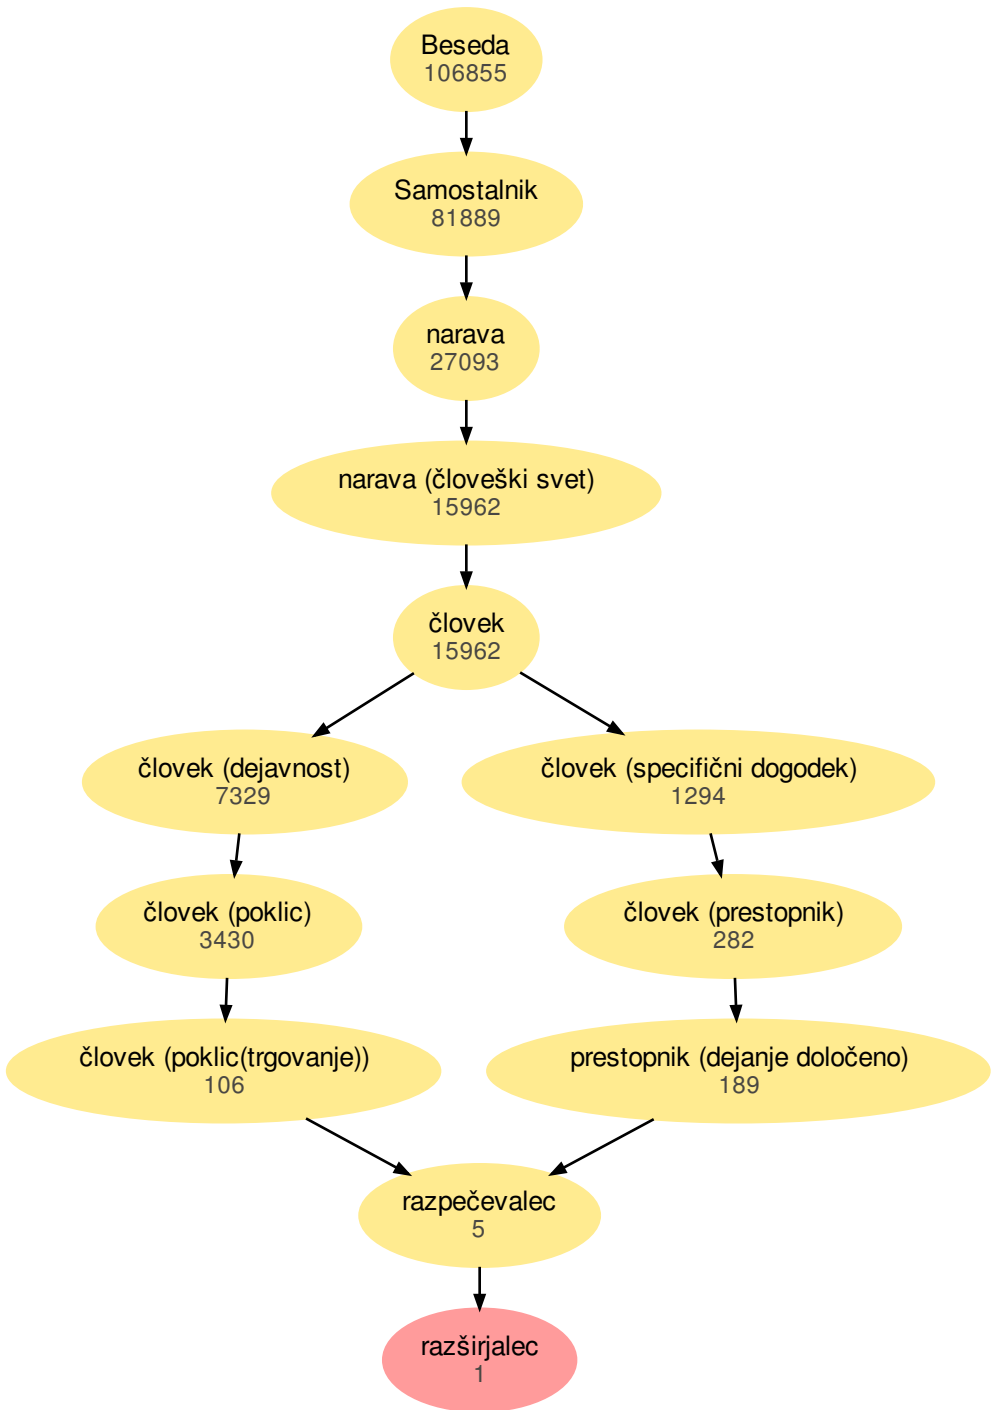 Beseda
106855
Samostalnik
81889
narava
27093
narava (človeški svet)
15962
človek
15962
človek (dejavnost)
7329
človek (specifični dogodek)
1294
človek (poklic)
3430
človek (prestopnik)
282
človek (poklic(trgovanje))
106
prestopnik (dejanje določeno)
189
razpečevalec
5
razširjalec
1